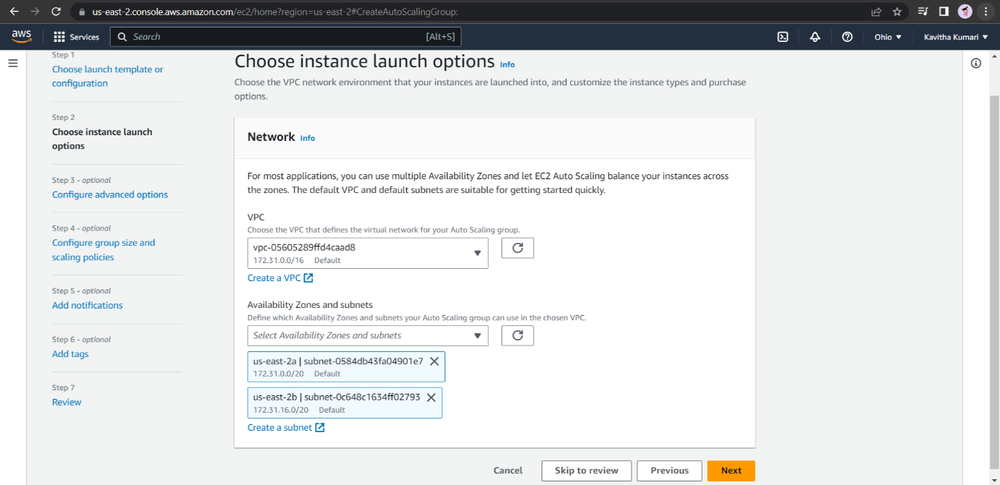 us-east-2.console.aws.amazon.com/ec2/home?region=us-east-2#CreateAutoScalingGroup:
aws
Services
Search
[Alt+S]
Ohio
Kavitha Kumari
Step 1
Choose launch template or
configuration
Step 2
Choose instance launch
options
Step 3 - optional
Configure advanced options
Step 4 - optional
Configure group size and
scaling policies
Step 5 - optional
Add notifications
Step 6 - optional
Add tags
Step 7
Review
Choose instance launch options Info
Choose the VPC network environment that your instances are launched into, and customize the instance types and purchase
options.
Network Info
For most applications, you can use multiple Availability Zones and let EC2 Auto Scaling balance your instances across
the zones. The default VPC and default subnets are suitable for getting started quickly.
VPC
Choose the VPC that defines the virtual network for your Auto Scaling group.
vpc-05605289ffd4caad8
172.31.0.0/16 Default
Create a VPC
Availability Zones and subnets
Define which Availability Zones and subnets your Auto Scaling group can use in the chosen VPC.
Select Availability Zones and subnets
us-east-2a | subnet-0584db43fa04901e7
172.31.0.0/20 Default
us-east-2b | subnet-0c648c1634ff02793
172.31.16.0/20 Default
Create a subnet
Cancel
Skip to review
Previous
Next